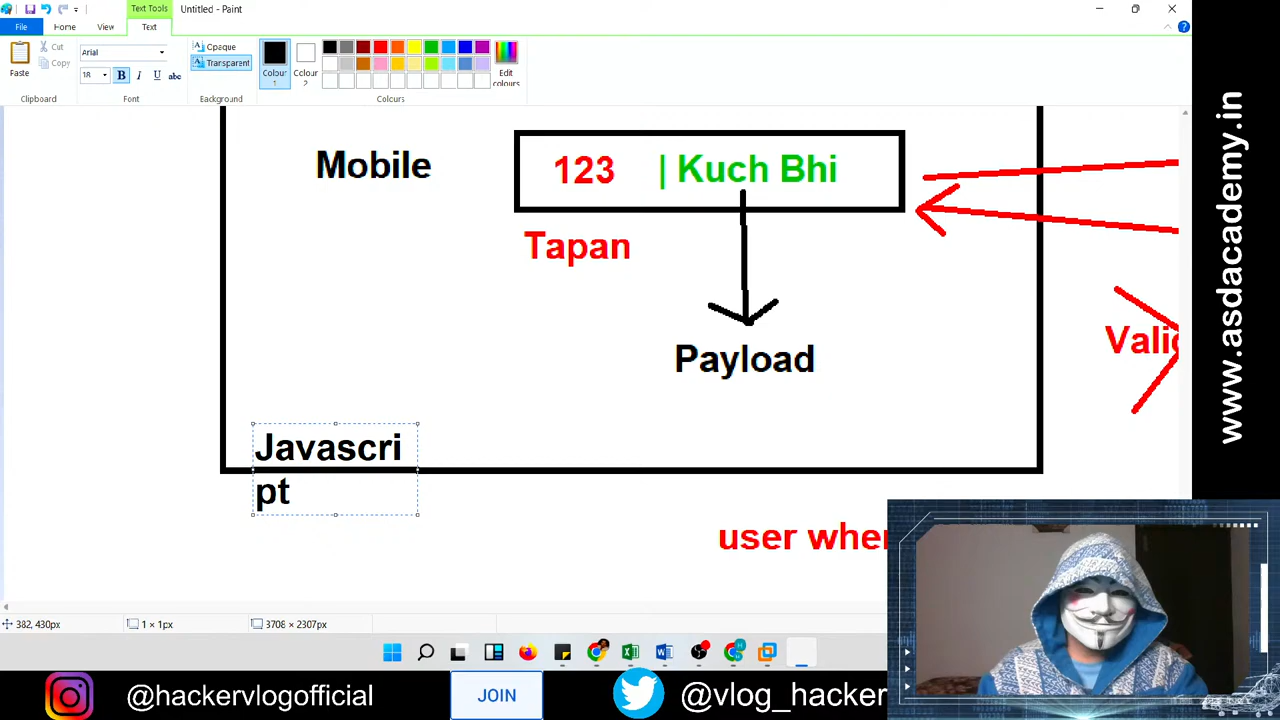 Text Tools
Untitled - Paint
File
Home
View
Text
Paste
Cut
Copy
Clipboard
Arial
18
B I U abc
Font
Opaque
Transparent
Background
Colour 1
Colour 2
Edit colours
Colours
Mobile
123 | Kuch Bhi
Tapan
Payload
Javascri
pt
382, 430px
1 × 1px
3708 × 2307px
www.asdacademy.in
@hackervlogofficial
JOIN
@vlog_hacker